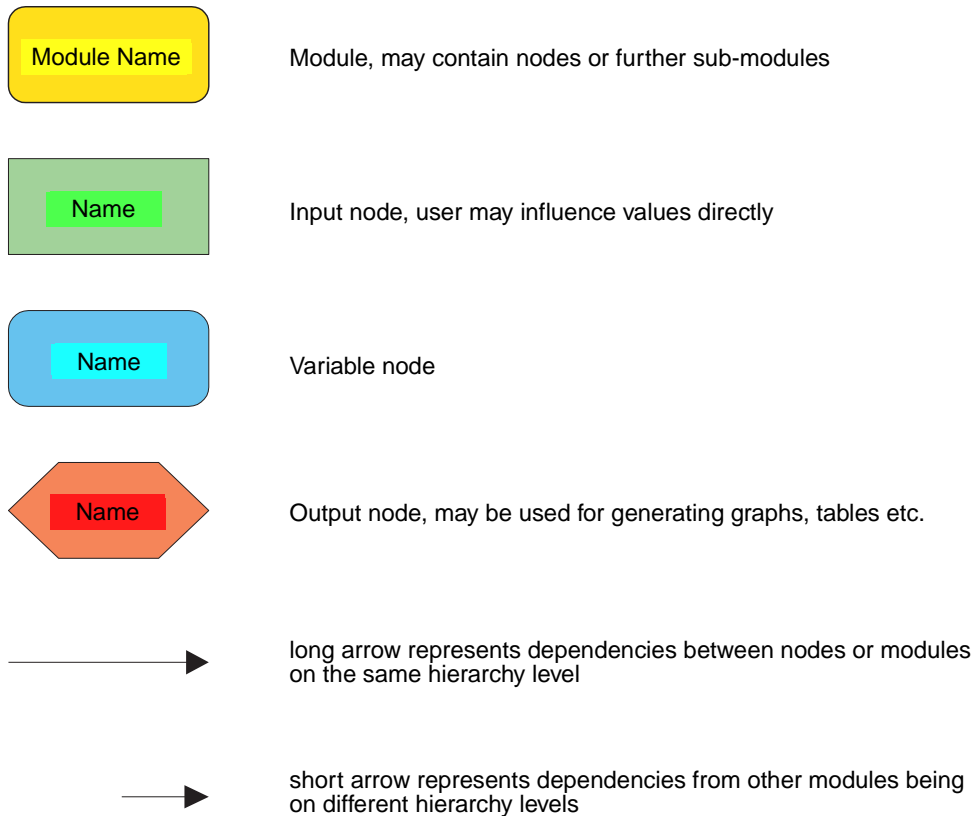 Module Name
Module, may contain nodes or further sub-modules
Name
Input node, user may influence values directly
Name
Variable node
Name
Output node, may be used for generating graphs, tables etc.
long arrow represents dependencies between nodes or modules
on the same hierarchy level
short arrow represents dependencies from other modules being
on different hierarchy levels